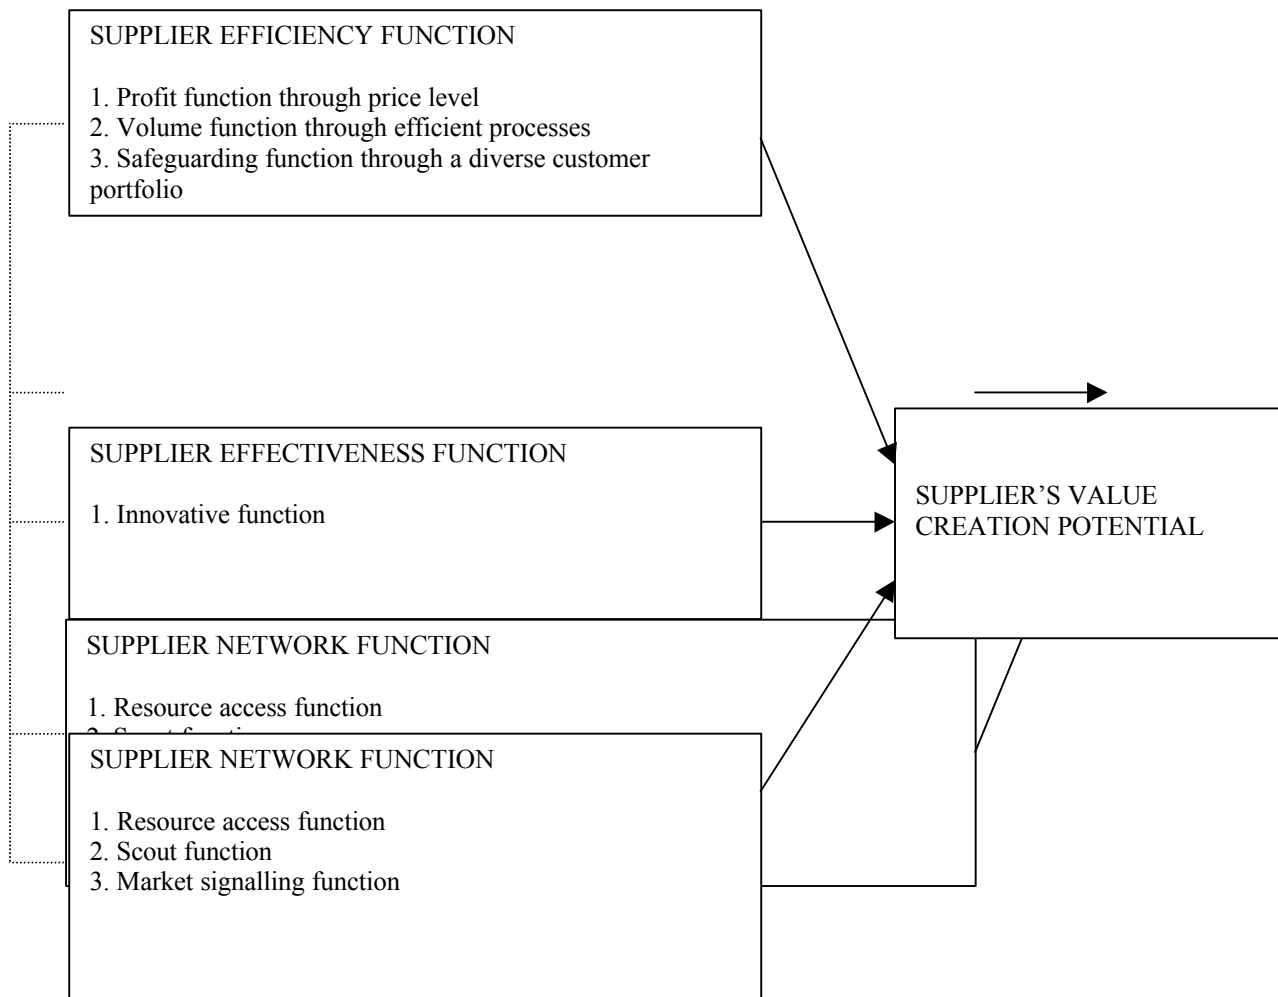 SUPPLIER EFFICIENCY FUNCTION
1. Profit function through price level
2. Volume function through efficient processes
3. Safeguarding function through a diverse customer
portfolio
SUPPLIER EFFECTIVENESS FUNCTION
1. Innovative function
SUPPLIER'S VALUE
CREATION POTENTIAL
SUPPLIER NETWORK FUNCTION
1. Resource access function
SUPPLIER NETWORK FUNCTION
1. Resource access function
2. Scout function
3. Market signalling function